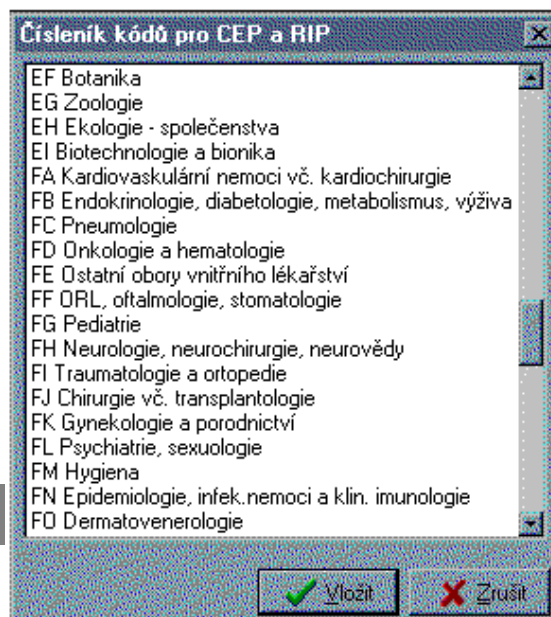 Číselník kódů pro CEP a RIP
EF Botanika
EG Zoologie
EH Ekologie - společenstva
EI Biotechnologie a bionika
FA Kardiovaskulární nemoci vč. kardiochirurgie
FB Endokrinologie, diabetologie, metabolismus, výživa
FC Pneumologie
FD Onkologie a hematologie
FE Ostatní obory vnitřního lékařství
FF ORL, oftalmologie, stomatologie
FG Pediatrie
FH Neurologie, neurochirurgie, neurovědy
FI Traumatologie a ortopedie
FJ Chirurgie vč. transplantologie
FK Gynekologie a porodnictví
FL Psychiatrie, sexuologie
FM Hygiena
FN Epidemiologie, infek.nemoci a klin. imunologie
FO Dermatovenerologie
Vložit Zrušit